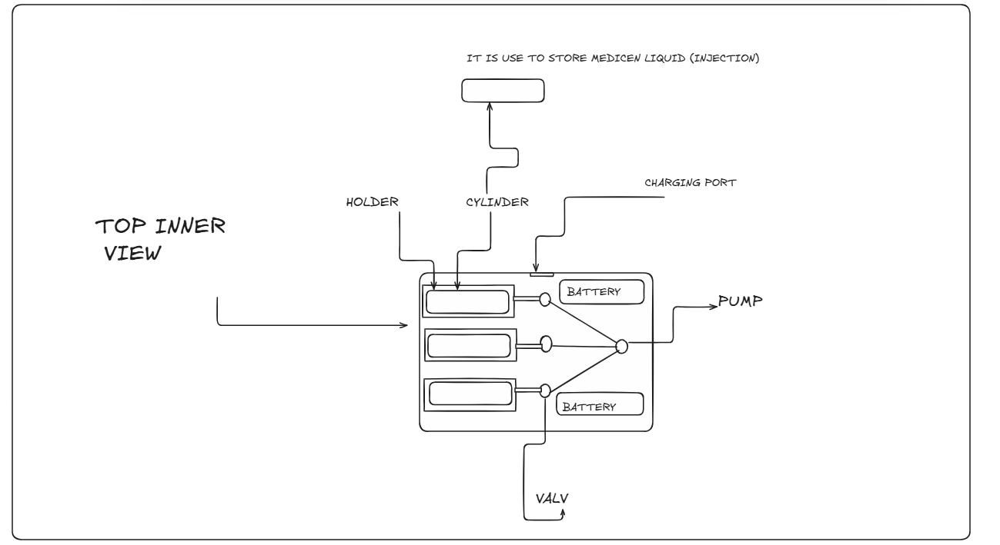 IT IS USE TO STORE MEDICEN LIQUID (INJECTION)
CHARGING PORT
HOLDER
CYLINDER
TOP INNER
VIEW
BATTERY
PUMP
BATTERY
VALV